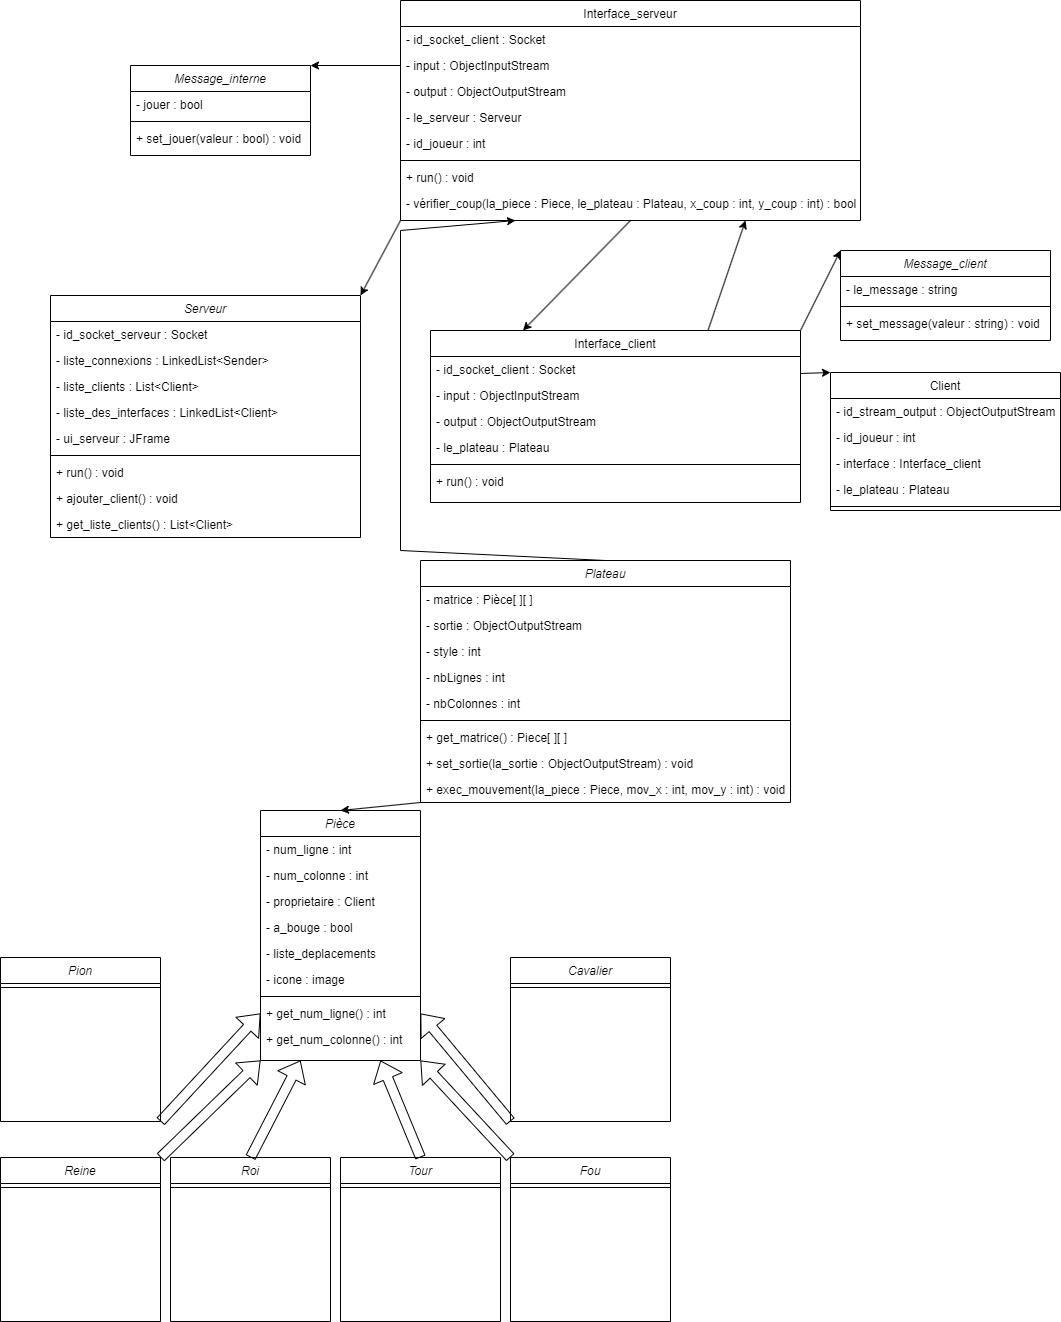 Interface_serveur
- id_socket_client : Socket
- input : ObjectInputStream
- output : ObjectOutputStream
- le_serveur : Serveur
- id_joueur : int
+ run() : void
- vérifier_coup(la_piece : Piece, le_plateau : Plateau, x_coup : int, y_coup : int) : bool
Message_interne
- jouer : bool
+ set_jouer(valeur : bool) : void
Message_client
- le_message : string
+ set_message(valeur : string) : void
Serveur
- id_socket_serveur : Socket
- liste_connexions : LinkedList<Sender>
- liste_clients : List<Client>
- liste_des_interfaces : LinkedList<Client>
- ui_serveur : JFrame
+ run() : void
+ ajouter_client() : void
+ get_liste_clients() : List<Client>
Interface_client
- id_socket_client : Socket
- input : ObjectInputStream
- output : ObjectOutputStream
- le_plateau : Plateau
+ run() : void
Client
- id_stream_output : ObjectOutputStream
- id_joueur : int
- interface : Interface_client
- le_plateau : Plateau
Plateau
- matrice : Pièce[ ][ ]
- sortie : ObjectOutputStream
- style : int
- nbLignes : int
- nbColonnes : int
+ get_matrice() : Piece[ ][ ]
+ set_sortie(la_sortie : ObjectOutputStream) : void
+ exec_mouvement(la_piece : Piece, mov_x : int, mov_y : int) : void
Pièce
- num_ligne : int
- num_colonne : int
- proprietaire : Client
- a_bouge : bool
- liste_deplacements
- icone : image
+ get_num_ligne() : int
+ get_num_colonne() : int
Pion
Cavalier
Reine
Roi
Tour
Fou